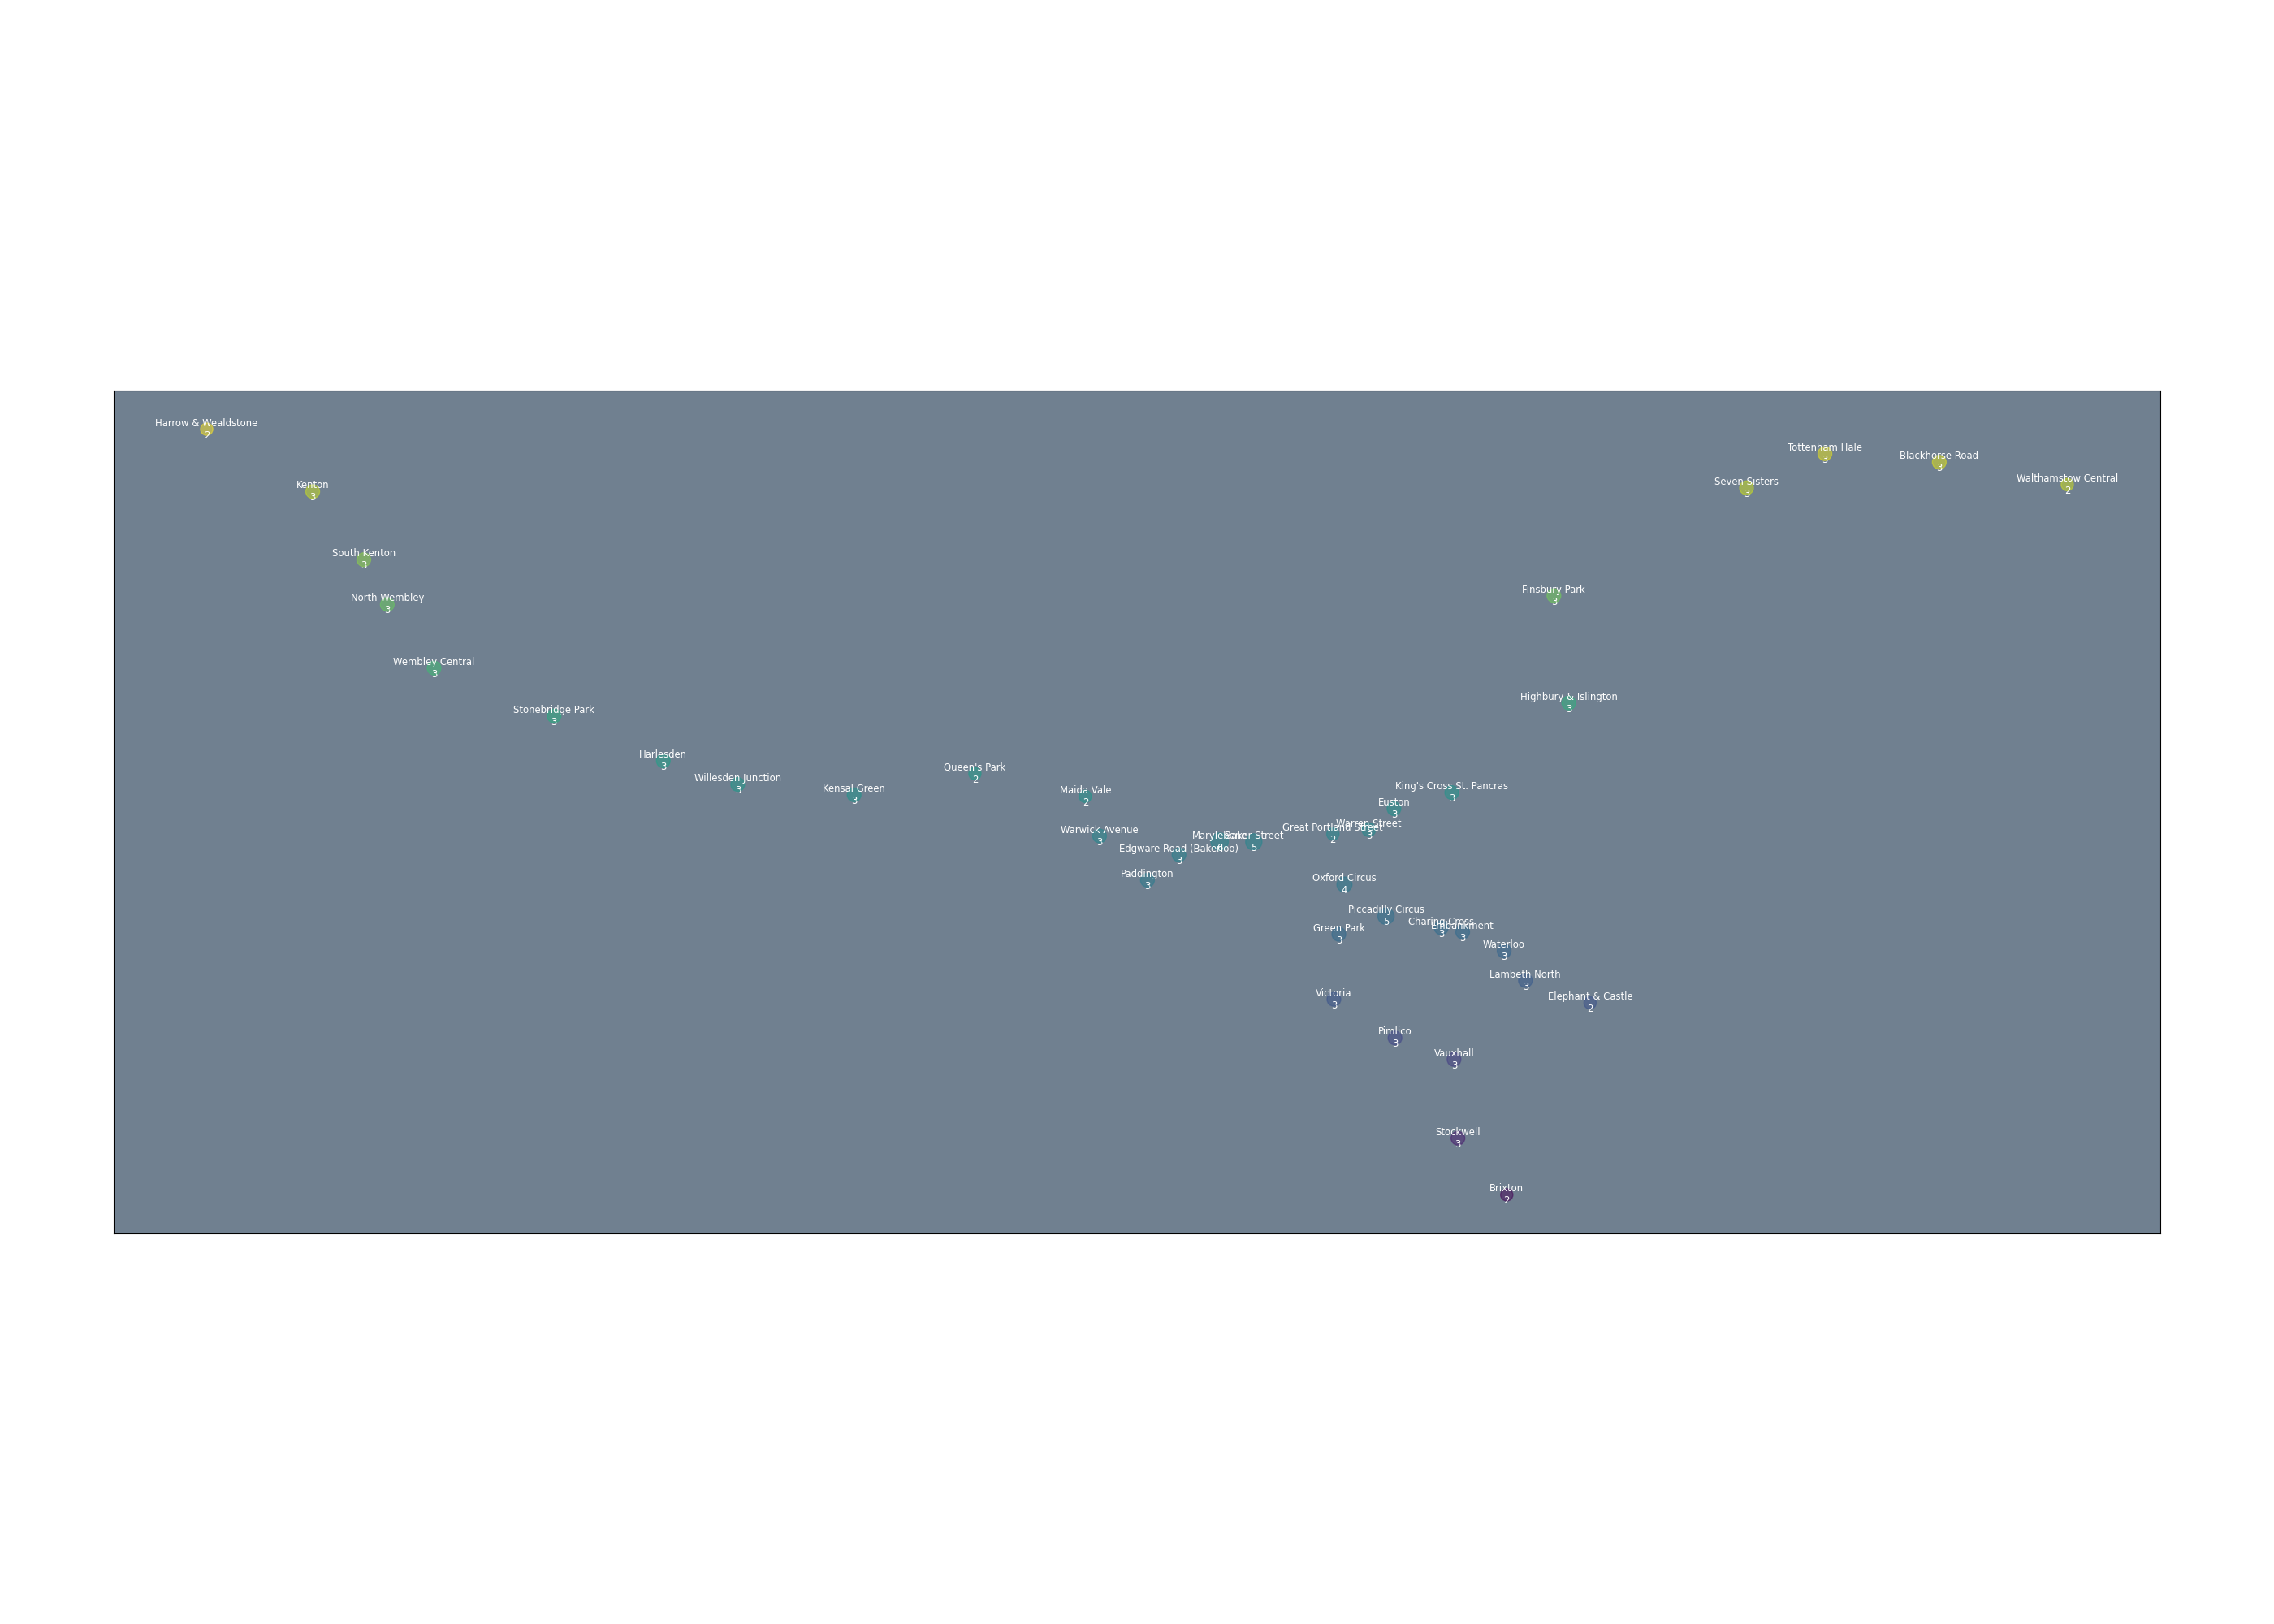 Harrow & Wealdstone
2
Tottenham Hale
3
Blackhorse Road
3
Walthamstow Central
2
Seven Sisters
3
Kenton
3
South Kenton
3
North Wembley
3
Finsbury Park
3
Wembley Central
3
Highbury & Islington
3
Stonebridge Park
3
Harlesden
3
Queen's Park
2
Willesden Junction
3
Kensal Green
3
Maida Vale
2
King's Cross St. Pancras
3
Euston
3
Warren Street
3
Great Portland Street
2
Warwick Avenue
3
Marylebone
Baker Street
5
Edgware Road (Bakerloo)
3
Paddington
3
Oxford Circus
4
Piccadilly Circus
5
Charing Cross
3
Embankment
3
Green Park
3
Waterloo
3
Lambeth North
3
Victoria
3
Elephant & Castle
2
Pimlico
3
Vauxhall
3
Stockwell
3
Brixton
2